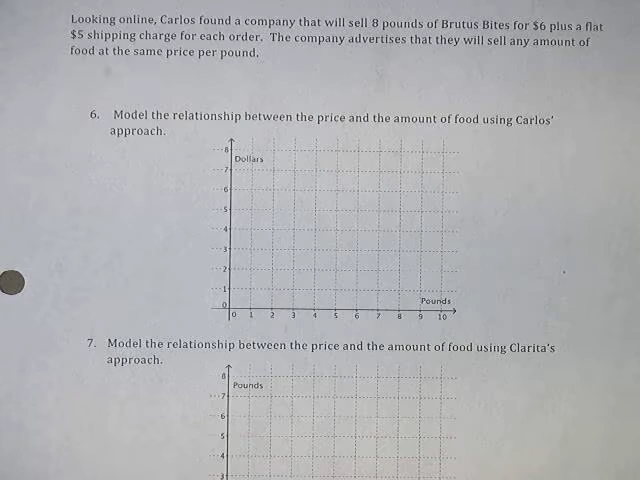 Looking online, Carlos found a company that will sell 8 pounds of Brutus Bites for $6 plus a flat
$5 shipping charge for each order. The company advertises that they will sell any amount of
food at the same price per pound.
6. Model the relationship between the price and the amount of food using Carlos'
approach.
8
Dollars
7
6
5
4
3
2
1
Pounds
0
0 1 2 3 4 5 6 7 8 9 10
7. Model the relationship between the price and the amount of food using Clarita's
approach.
8
Pounds
7
6
5
4
3